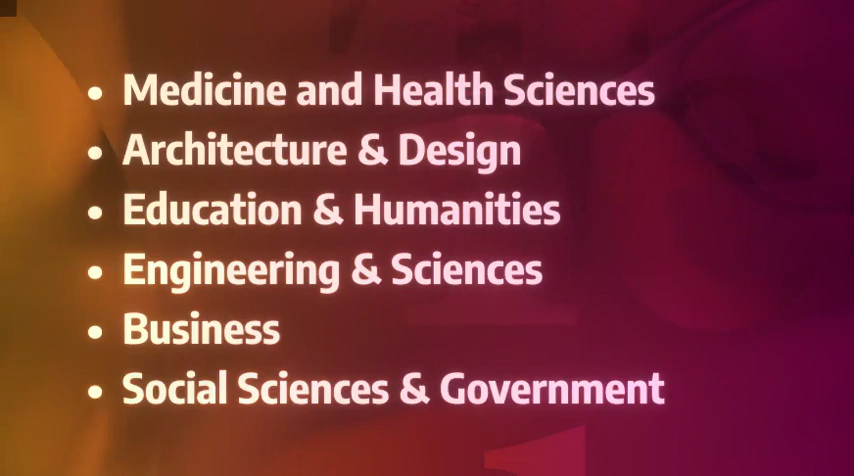 • Medicine and Health Sciences
• Architecture & Design
• Education & Humanities
• Engineering & Sciences
• Business
• Social Sciences & Government